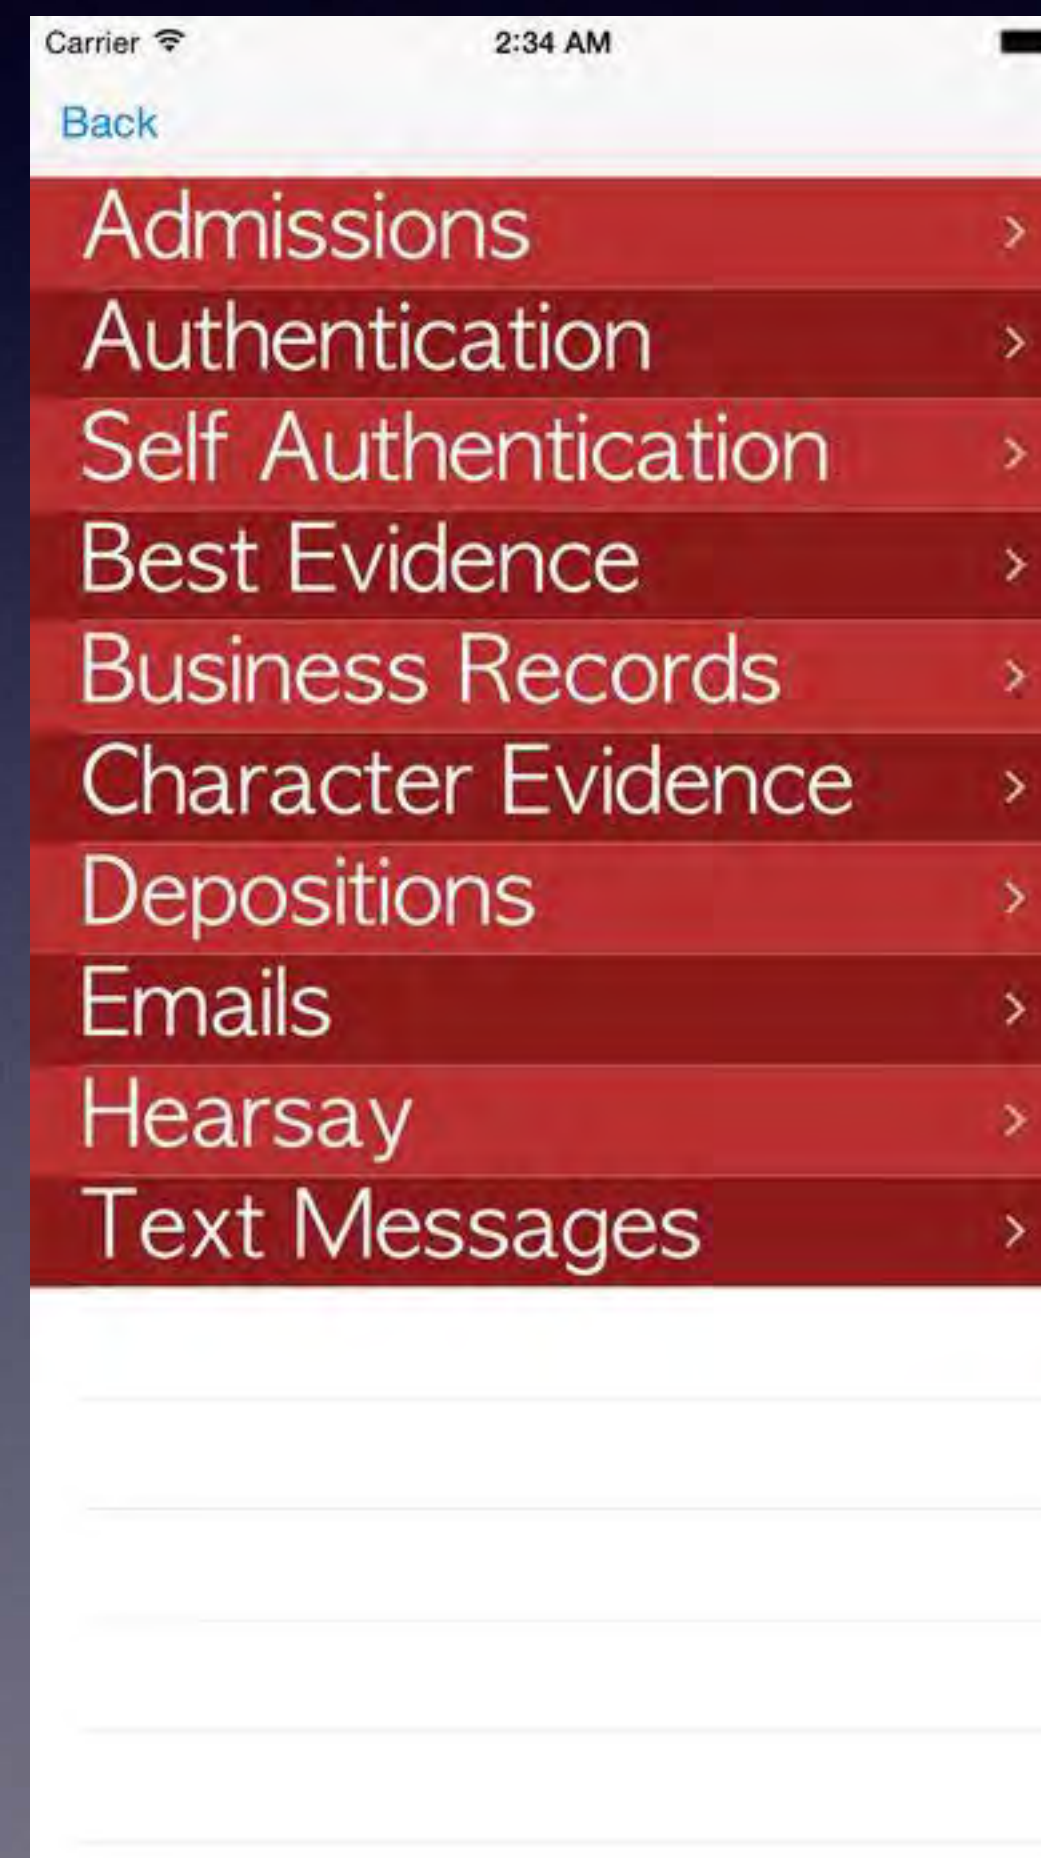 Carrier 2:34 AM
Back
Admissions
Authentication
Self Authentication
Best Evidence
Business Records
Character Evidence
Depositions
Emails
Hearsay
Text Messages